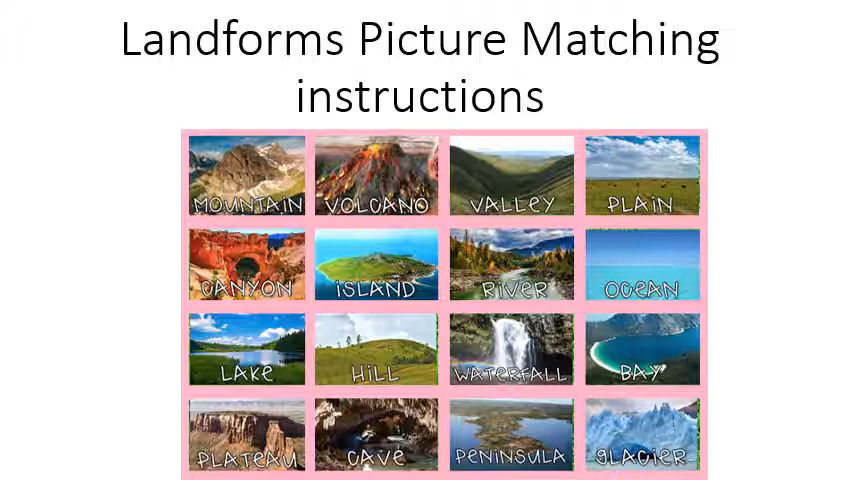 Landforms Picture Matching
instructions
MOUNTAIN VOLCANO VALLEY PLAIN
CANYON ISLAND RIVER OCEAN
LAKE HILL WATERFALL BAY
PLATEAU CAVE PENINSULA GLACIER